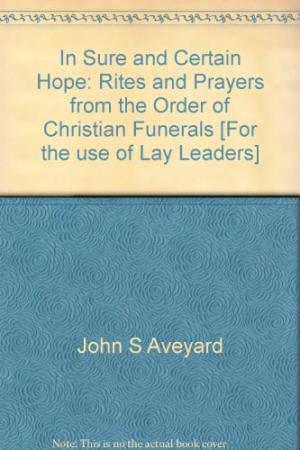 In Sure and Certain
Hope: Rites and Prayers
from the Order of
Christian Funerals [For
the use of Lay Leaders]
John S Aveyard
Note: This is no the actual book cover